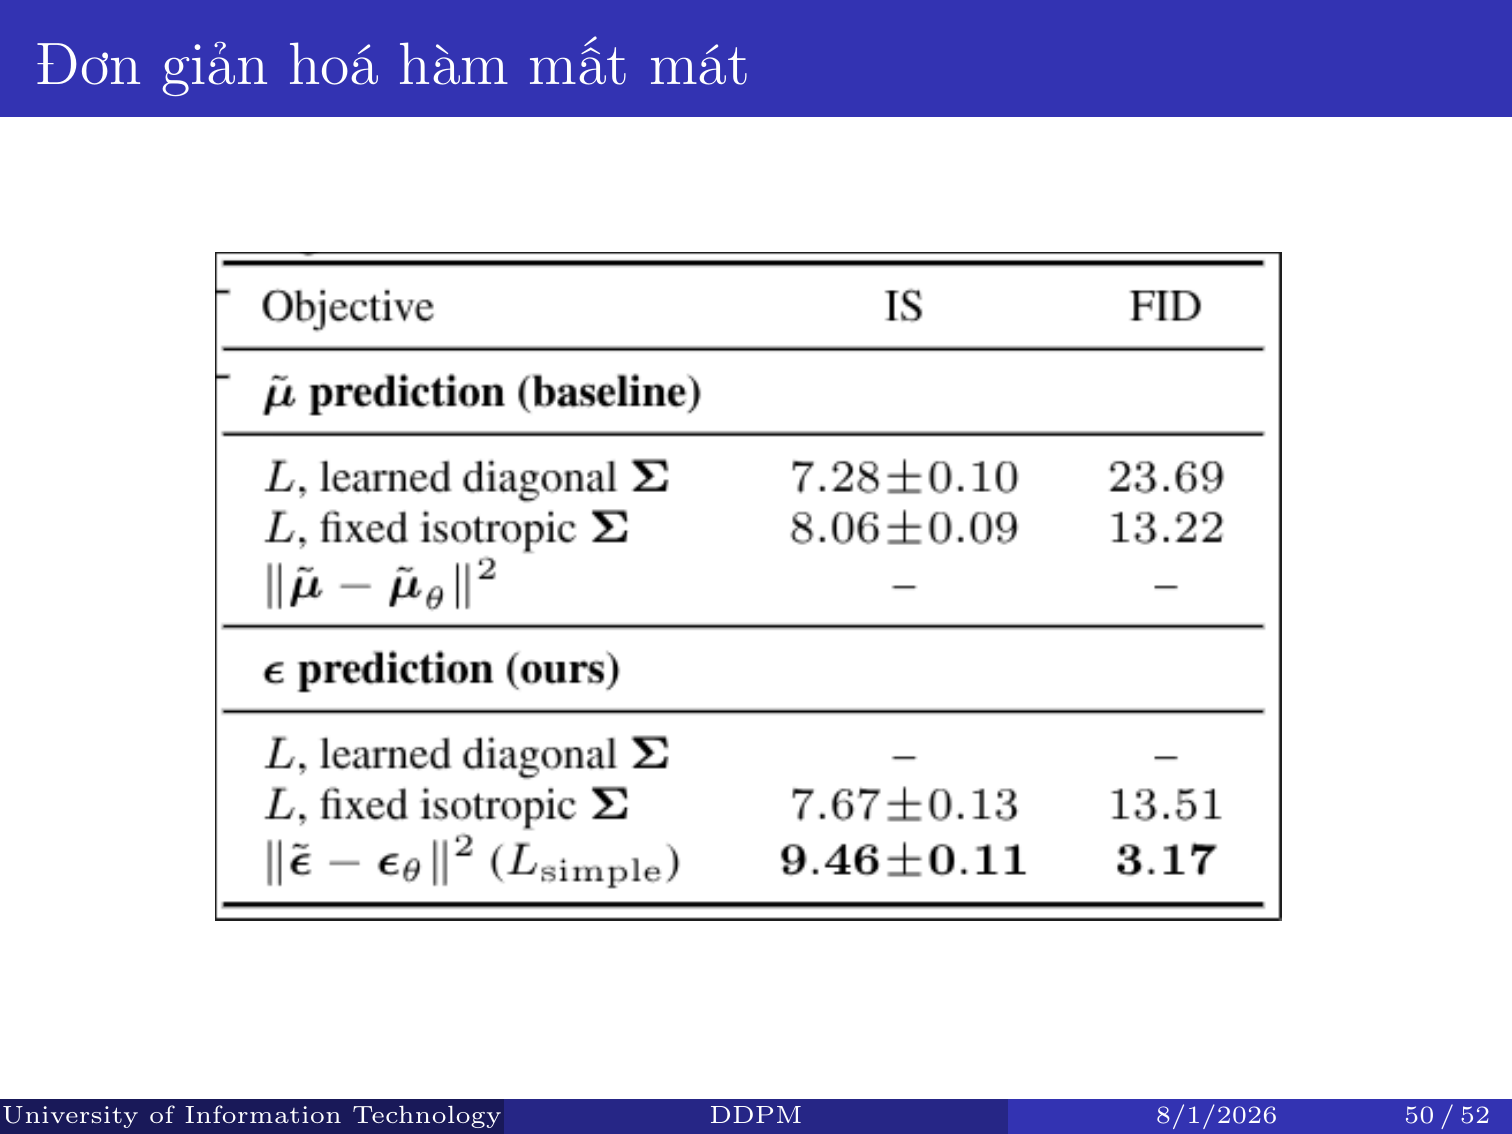 Đơn giản hoá hàm mất mát
Objective IS FID
μ̃ prediction (baseline)
L, learned diagonal Σ 7.28±0.10 23.69
L, fixed isotropic Σ 8.06±0.09 13.22
‖μ̃ − μ̃θ‖² – –
ϵ prediction (ours)
L, learned diagonal Σ – –
L, fixed isotropic Σ 7.67±0.13 13.51
‖ϵ̃ − ϵθ‖² (Lsimple) 9.46±0.11 3.17
University of Information Technology DDPM 8/1/2026 50 / 52